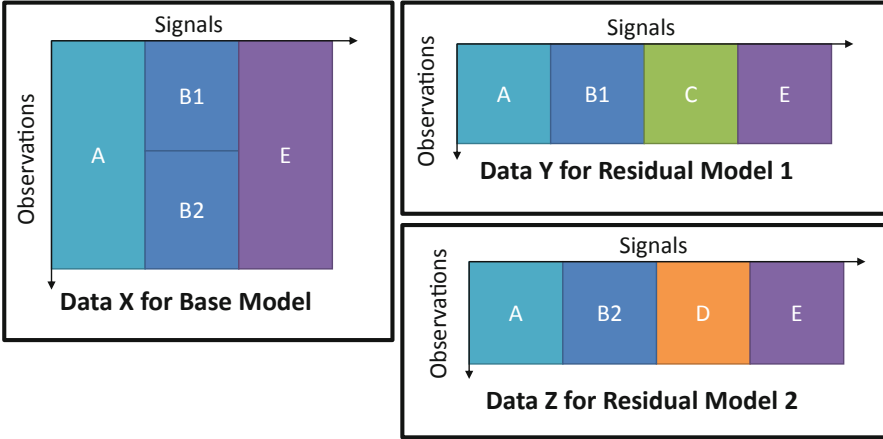 Signals
Observations
A
B1
B2
E
Data X for Base Model
Signals
Observations
A
B1
C
E
Data Y for Residual Model 1
Signals
Observations
A
B2
D
E
Data Z for Residual Model 2